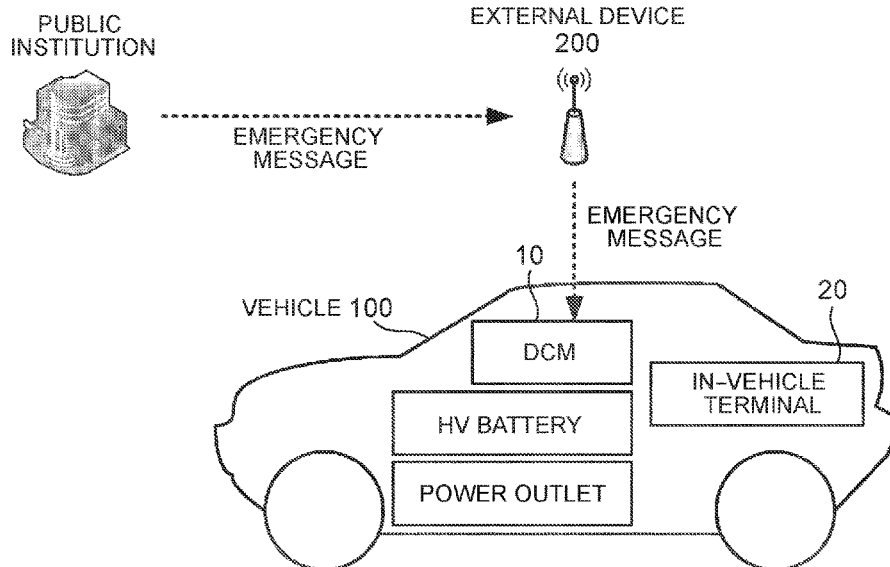 PUBLIC
INSTITUTION
EXTERNAL DEVICE
200
EMERGENCY
MESSAGE
EMERGENCY
MESSAGE
10
20
VEHICLE 100
DCM
IN-VEHICLE
TERMINAL
HV BATTERY
POWER OUTLET